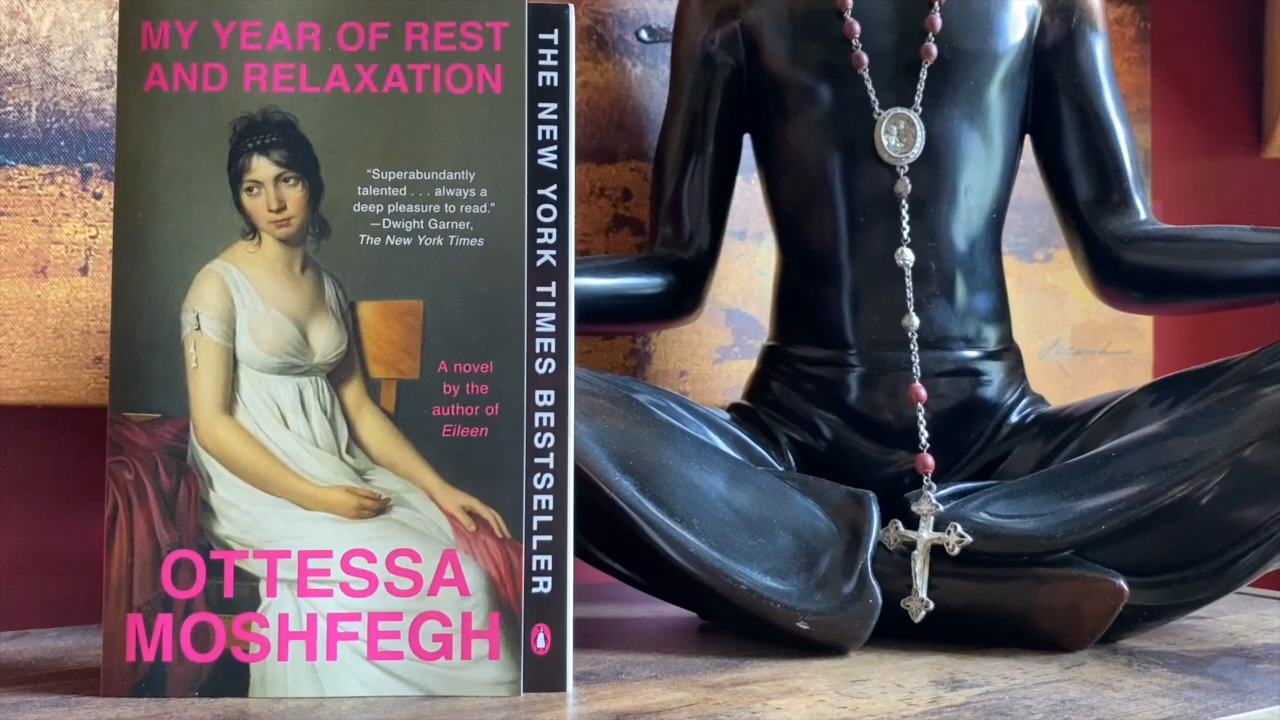 MY YEAR OF REST
AND RELAXATION
“Superabundantly
talented . . . always a
deep pleasure to read.”
—Dwight Garner,
The New York Times
A novel
by the
author of
Eileen
OTTESSA
MOSHFEGH
THE NEW YORK TIMES BESTSELLER